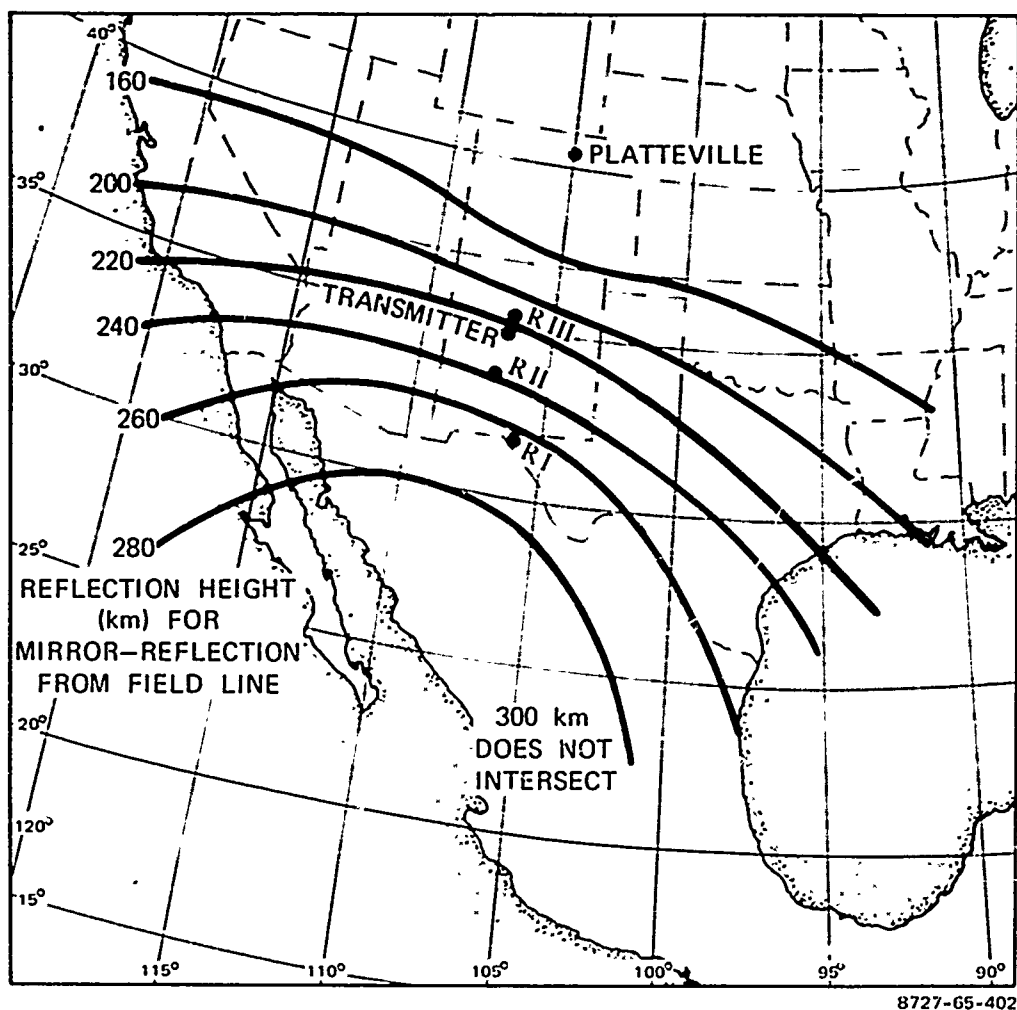 40°
160
PLATTEVILLE
35°
200
220
TRANSMITTER
R III
240
R II
30°
260
R I
280
25°
REFLECTION HEIGHT
(km) FOR
MIRROR–REFLECTION
FROM FIELD LINE
300 km
DOES NOT
INTERSECT
20°
120°
15°
115°
110°
105°
100°
95°
90°
8727-65-402